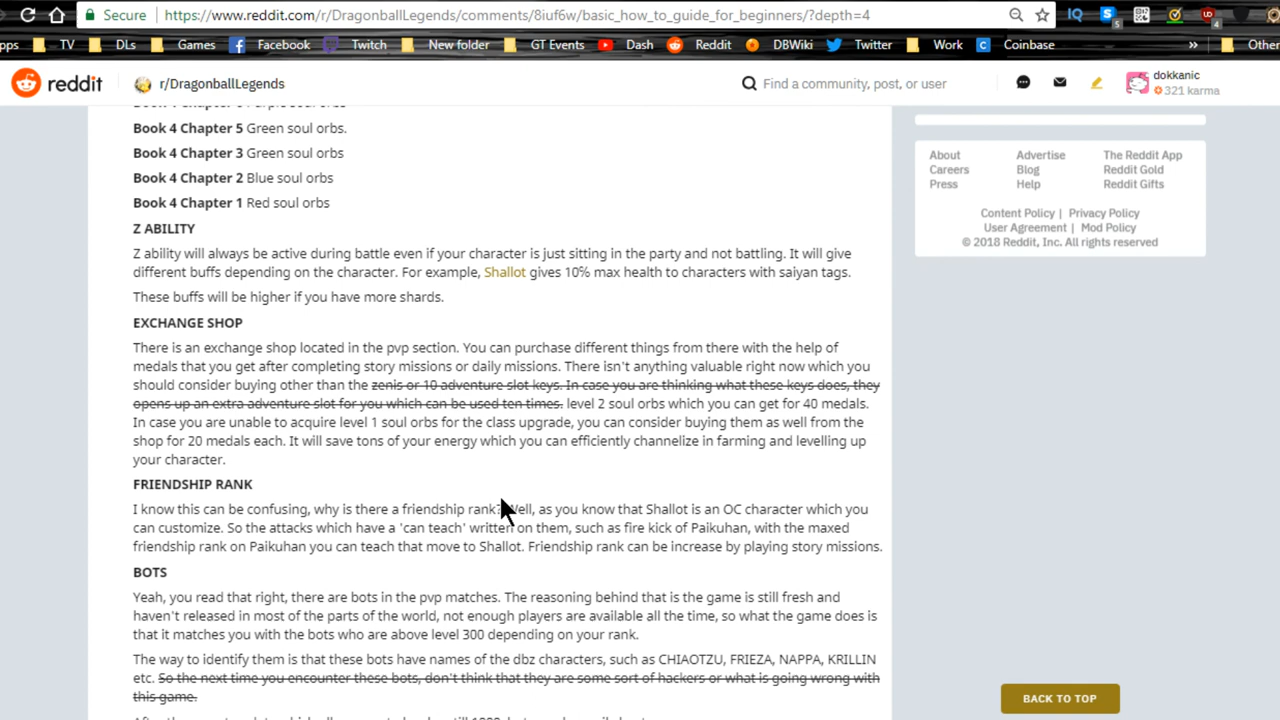 Secure https://www.reddit.com/r/DragonballLegends/comments/8iuf6w/basic_how_to_guide_for_beginners/?depth=4
IQ 5 4
pps TV DLs Games Facebook Twitch New folder GT Events Dash Reddit DBWiki Twitter Work Coinbase » Other
reddit r/DragonballLegends Find a community, post, or user dokkanic
321 karma
Book 4 Chapter 5 Green soul orbs.
Book 4 Chapter 3 Green soul orbs
Book 4 Chapter 2 Blue soul orbs
Book 4 Chapter 1 Red soul orbs
Z ABILITY
Z ability will always be active during battle even if your character is just sitting in the party and not battling. It will give
different buffs depending on the character. For example, Shallot gives 10% max health to characters with saiyan tags.
These buffs will be higher if you have more shards.
EXCHANGE SHOP
There is an exchange shop located in the pvp section. You can purchase different things from there with the help of
medals that you get after completing story missions or daily missions. There isn't anything valuable right now which you
should consider buying other than the zenis or 10 adventure slot keys. In case you are thinking what these keys does, they
opens up an extra adventure slot for you which can be used ten times. level 2 soul orbs which you can get for 40 medals.
In case you are unable to acquire level 1 soul orbs for the class upgrade, you can consider buying them as well from the
shop for 20 medals each. It will save tons of your energy which you can efficiently channelize in farming and levelling up
your character.
FRIENDSHIP RANK
I know this can be confusing, why is there a friendship rank? Well, as you know that Shallot is an OC character which you
can customize. So the attacks which have a 'can teach' written on them, such as fire kick of Paikuhan, with the maxed
friendship rank on Paikuhan you can teach that move to Shallot. Friendship rank can be increase by playing story missions.
BOTS
Yeah, you read that right, there are bots in the pvp matches. The reasoning behind that is the game is still fresh and
haven't released in most of the parts of the world, not enough players are available all the time, so what the game does is
that it matches you with the bots who are above level 300 depending on your rank.
The way to identify them is that these bots have names of the dbz characters, such as CHIAOTZU, FRIEZA, NAPPA, KRILLIN
etc. So the next time you encounter these bots, don't think that they are some sort of hackers or what is going wrong with
this game.
About Advertise The Reddit App
Careers Blog Reddit Gold
Press Help Reddit Gifts
Content Policy | Privacy Policy
User Agreement | Mod Policy
© 2018 Reddit, Inc. All rights reserved
BACK TO TOP